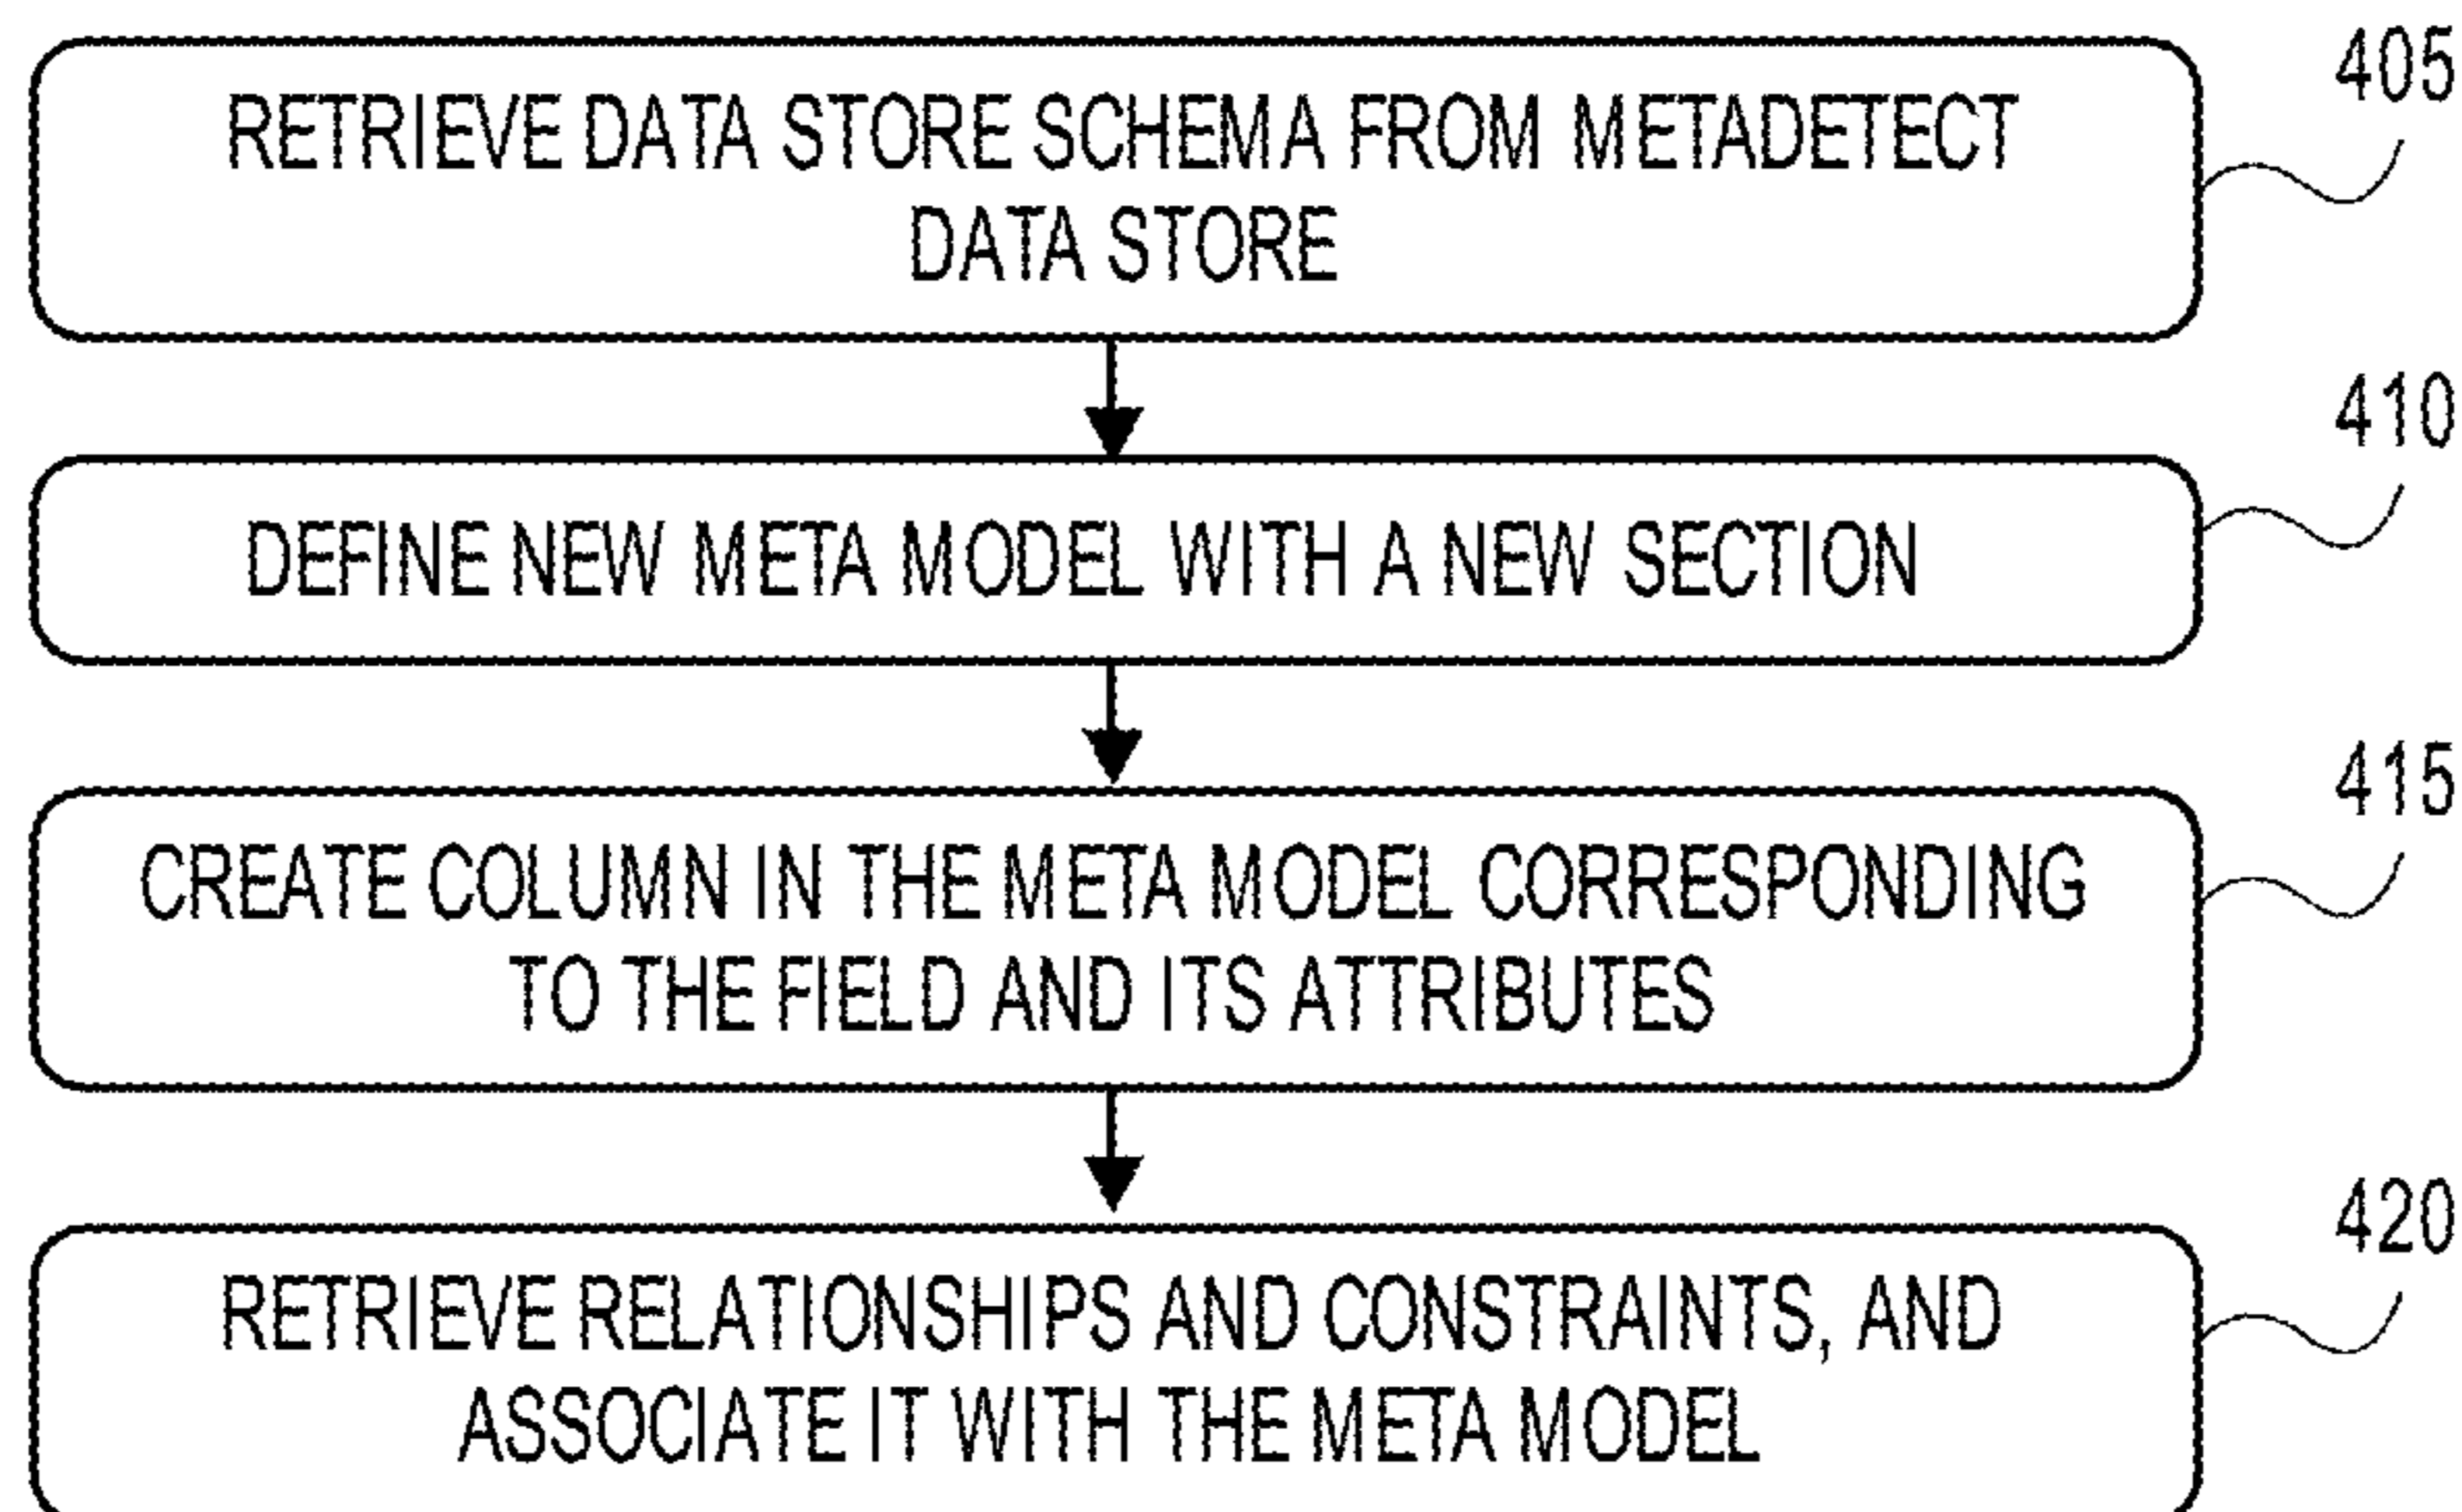 RETRIEVE DATA STORE SCHEMA FROM METADETECT
DATA STORE
405
DEFINE NEW META MODEL WITH A NEW SECTION
410
CREATE COLUMN IN THE META MODEL CORRESPONDING
TO THE FIELD AND ITS ATTRIBUTES
415
RETRIEVE RELATIONSHIPS AND CONSTRAINTS, AND
ASSOCIATE IT WITH THE META MODEL
420